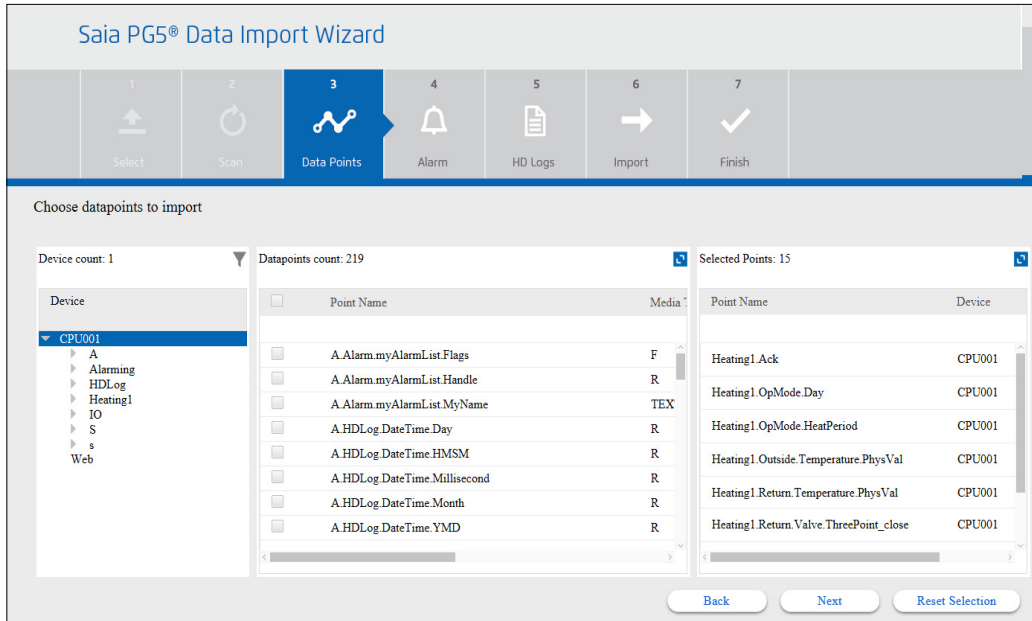 Saia PG5® Data Import Wizard
1
2
3
4
5
6
7
Select
Scan
Data Points
Alarm
HD Logs
Import
Finish
Choose datapoints to import
Device count: 1
Device
CPU001
A
Alarming
HDLog
Heating1
IO
S
s
Web
Datapoints count: 219
Point Name Media T
A.Alarm.myAlarmList.Flags F
A.Alarm.myAlarmList.Handle R
A.Alarm.myAlarmList.MyName TEX
A.HDLog.DateTime.Day R
A.HDLog.DateTime.HMSM R
A.HDLog.DateTime.Millisecond R
A.HDLog.DateTime.Month R
A.HDLog.DateTime.YMD R
Selected Points: 15
Point Name Device
Heating1.Ack CPU001
Heating1.OpMode.Day CPU001
Heating1.OpMode.HeatPeriod CPU001
Heating1.Outside.Temperature.PhysVal CPU001
Heating1.Return.Temperature.PhysVal CPU001
Heating1.Return.Valve.ThreePoint_close CPU001
Back Next Reset Selection